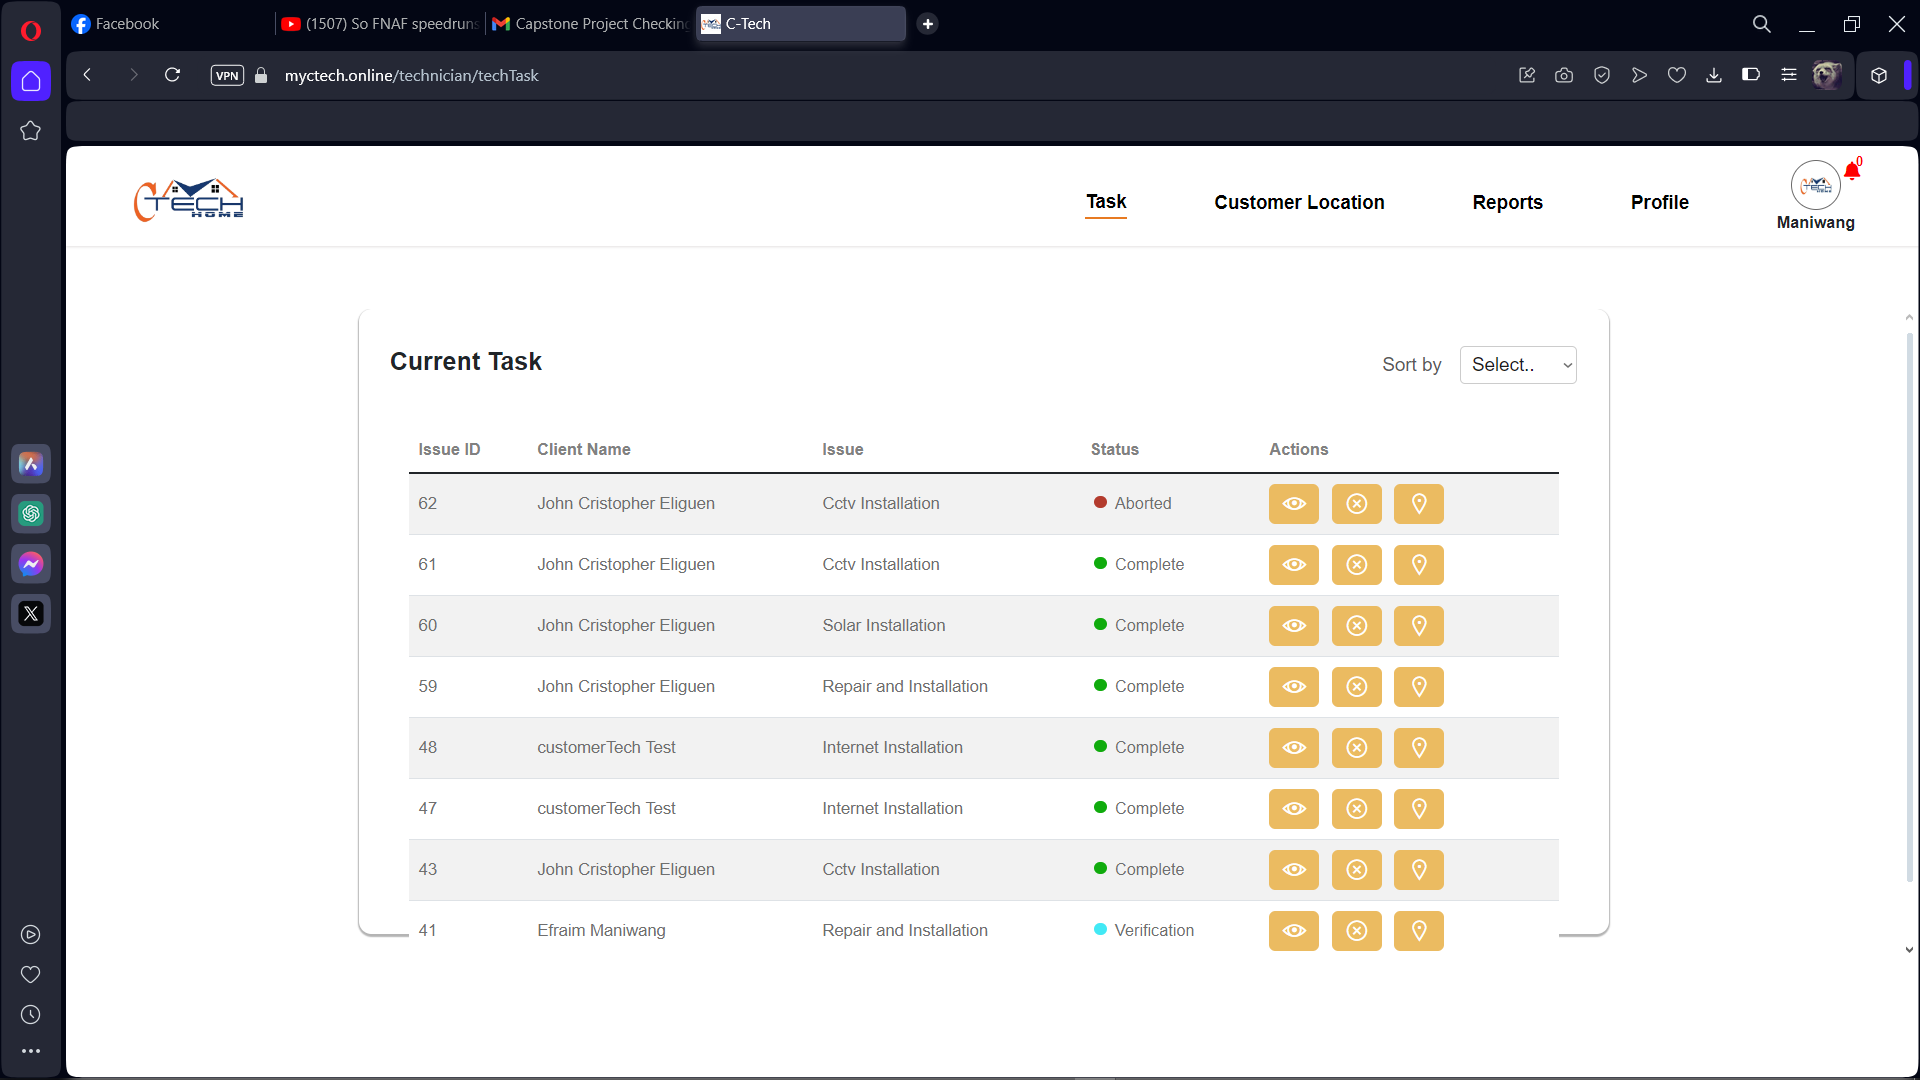 Facebook
(1507) So FNAF speedruns
Capstone Project Checking
C-Tech
VPN
myctech.online/technician/techTask
C TECH
HOME
Task
Customer Location
Reports
Profile
0
Maniwang
Current Task
Sort by
Select..
Issue ID Client Name Issue Status Actions
62 John Cristopher Eliguen Cctv Installation Aborted
61 John Cristopher Eliguen Cctv Installation Complete
60 John Cristopher Eliguen Solar Installation Complete
59 John Cristopher Eliguen Repair and Installation Complete
48 customerTech Test Internet Installation Complete
47 customerTech Test Internet Installation Complete
43 John Cristopher Eliguen Cctv Installation Complete
41 Efraim Maniwang Repair and Installation Verification